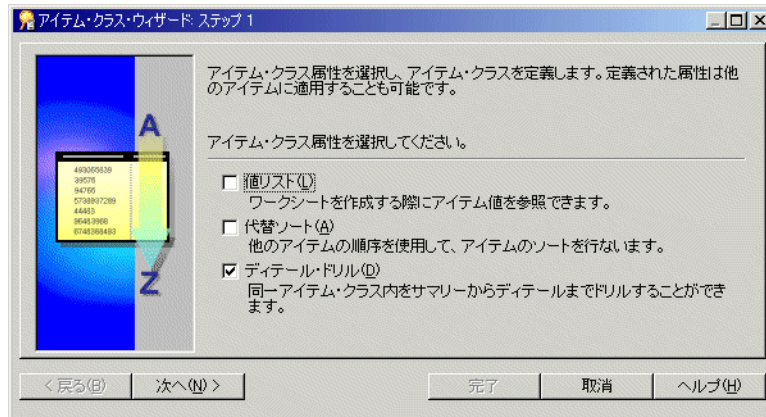 アイテム・クラス・ウィザード: ステップ 1
アイテム・クラス属性を選択し、アイテム・クラスを定義します。定義された属性は他
のアイテムに適用することも可能です。
アイテム・クラス属性を選択してください。
値リスト(L)
ワークシートを作成する際にアイテム値を参照できます。
代替ソート(A)
他のアイテムの順序を使用して、アイテムのソートを行ないます。
ディテール・ドリル(D)
同一アイテム・クラス内をサマリーからディテールまでドリルすることができ
ます。
A
493065839
39576
94766
5738937289
44483
96483966
6748368493
Z
< 戻る(B)
次へ(N) >
完了
取消
ヘルプ(H)